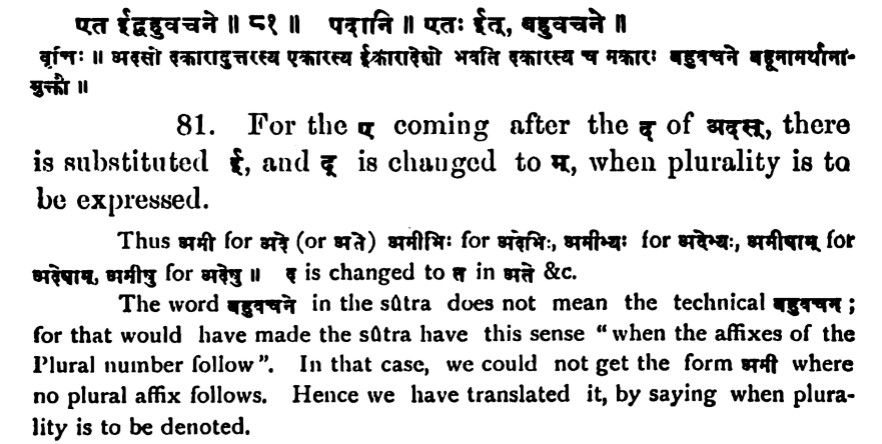 एत ईद्बहुवचने ॥ ८१ ॥ पदानि ॥ एतः ईत्, बहुवचने ॥
वृत्तिः ॥ अदसो दकारादुत्तरस्य एकारस्य ईकारादेशो भवति दकारस्य च मकारः बहुवचने बहूनामर्थाना-
मुक्तौ ॥
81. For the ए coming after the द् of अदस्, there
is substituted ई, and द् is changed to म्, when plurality is to
be expressed.
Thus अमी for अदे (or अते) अमीभिः for अदेभिः, अमीभ्यः for अदेभ्यः, अमीषाम् for
अदेषाम्, अमीषु for अदेषु ॥ द is changed to त in अते &c.
The word बहुवचने in the sûtra does not mean the technical बहुवचन ;
for that would have made the sûtra have this sense “when the affixes of the
Plural number follow”. In that case, we could not get the form अमी where
no plural affix follows. Hence we have translated it, by saying when plura-
lity is to be denoted.